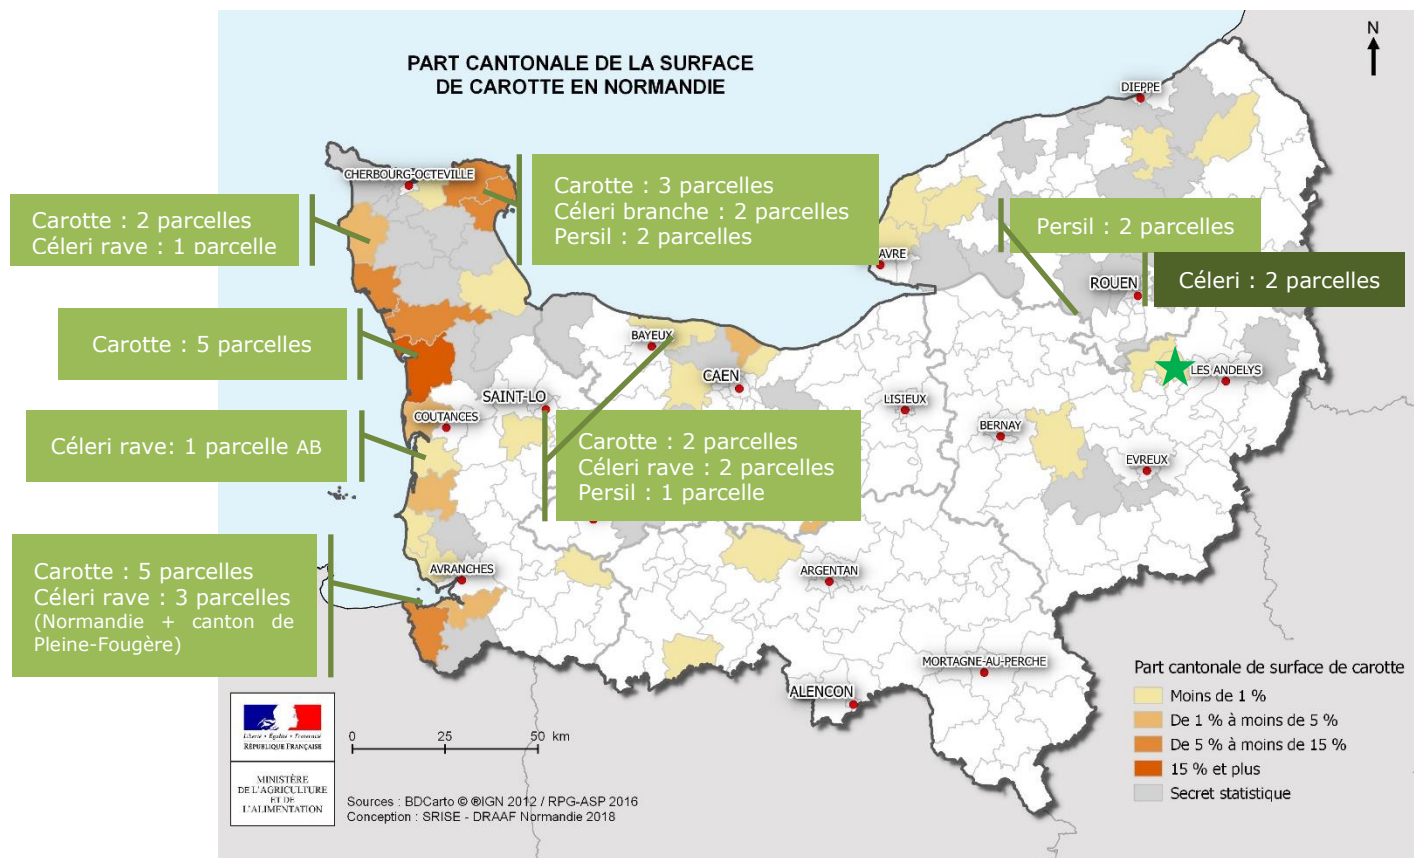 PART CANTONALE DE LA SURFACE
DE CAROTTE EN NORMANDIE
N
DIEPPE
CHERBOURG-OCTEVILLE
Carotte : 3 parcelles
Céleri branche : 2 parcelles
Persil : 2 parcelles
Carotte : 2 parcelles
Céleri rave : 1 parcelle
Persil : 2 parcelles
AVRE
ROUEN
Céleri : 2 parcelles
Carotte : 5 parcelles
BAYEUX
CAEN
LES ANDELYS
SAINT-LO
LISIEUX
COUTANCES
BERNAY
Céleri rave: 1 parcelle AB
Carotte : 2 parcelles
Céleri rave : 2 parcelles
Persil : 1 parcelle
EVREUX
Carotte : 5 parcelles
Céleri rave : 3 parcelles
(Normandie + canton de
Pleine-Fougère)
AVRANCHES
ARGENTAN
MORTAGNE-AU-PERCHE
ALENCON
Part cantonale de surface de carotte
Moins de 1 %
De 1 % à moins de 5 %
De 5 % à moins de 15 %
15 % et plus
Secret statistique
Liberté • Égalité • Fraternité
RÉPUBLIQUE FRANÇAISE
MINISTÈRE
DE L'AGRICULTURE
ET DE
L'ALIMENTATION
0 25 50 km
Sources : BDCarto © ®IGN 2012 / RPG-ASP 2016
Conception : SRISE - DRAAF Normandie 2018